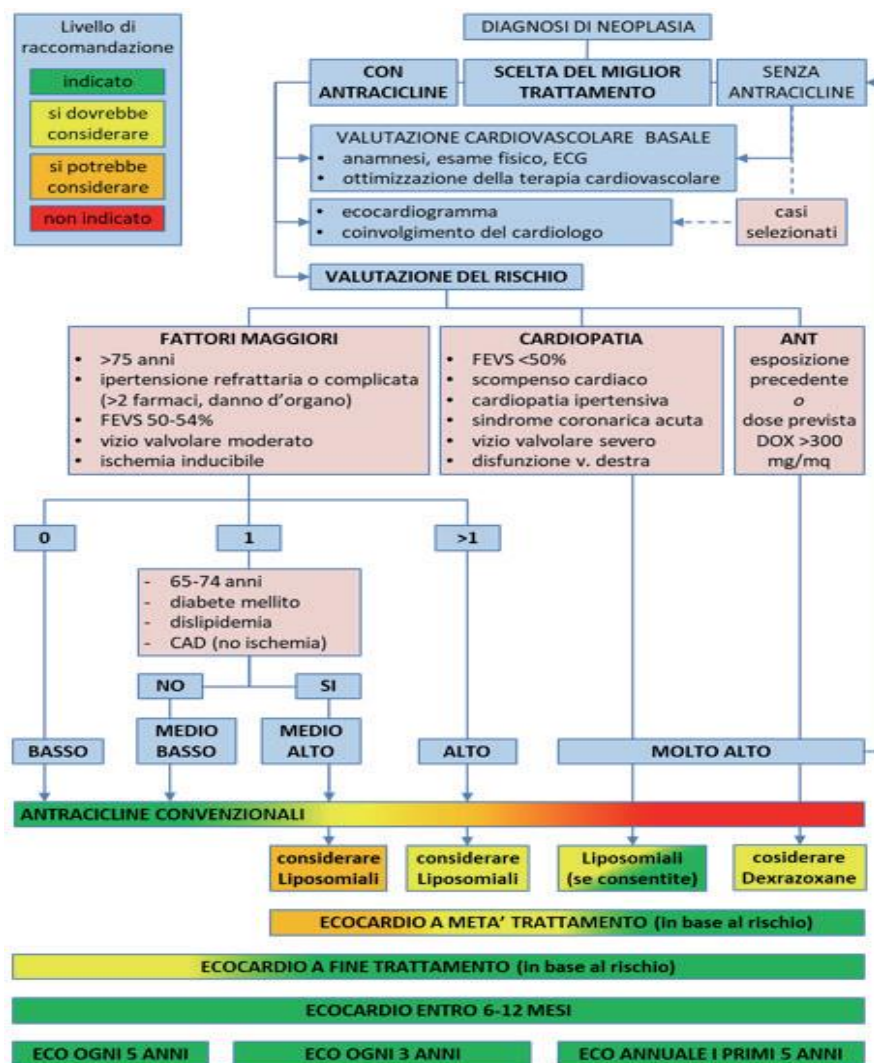 Livello di
raccomandazione
indicato
si dovrebbe
considerare
si potrebbe
considerare
non indicato
DIAGNOSI DI NEOPLASIA
CON
ANTRACICLINE
SCELTA DEL MIGLIOR
TRATTAMENTO
SENZA
ANTRACICLINE
VALUTAZIONE CARDIOVASCOLARE BASALE
• anamnesi, esame fisico, ECG
• ottimizzazione della terapia cardiovascolare
• ecocardiogramma
• coinvolgimento del cardiologo
casi
selezionati
VALUTAZIONE DEL RISCHIO
FATTORI MAGGIORI
• >75 anni
• ipertensione refrattaria o complicata
(>2 farmaci, danno d'organo)
• FEVS 50-54%
• vizio valvolare moderato
• ischemia inducibile
CARDIOPATIA
• FEVS <50%
• scompenso cardiaco
• cardiopatia ipertensiva
• sindrome coronarica acuta
• vizio valvolare severo
• disfunzione v. destra
ANT
esposizione
precedente
o
dose prevista
DOX >300
mg/mq
0
1
>1
- 65-74 anni
- diabete mellito
- dislipidemia
- CAD (no ischemia)
NO
SI
BASSO
MEDIO
BASSO
MEDIO
ALTO
ALTO
MOLTO ALTO
ANTRACICLINE CONVENZIONALI
considerare
Liposomiali
considerare
Liposomiali
Liposomiali
(se consentite)
cosiderare
Dexrazoxane
ECOCARDIO A META' TRATTAMENTO (in base al rischio)
ECOCARDIO A FINE TRATTAMENTO (in base al rischio)
ECOCARDIO ENTRO 6-12 MESI
ECO OGNI 5 ANNI
ECO OGNI 3 ANNI
ECO ANNUALE I PRIMI 5 ANNI